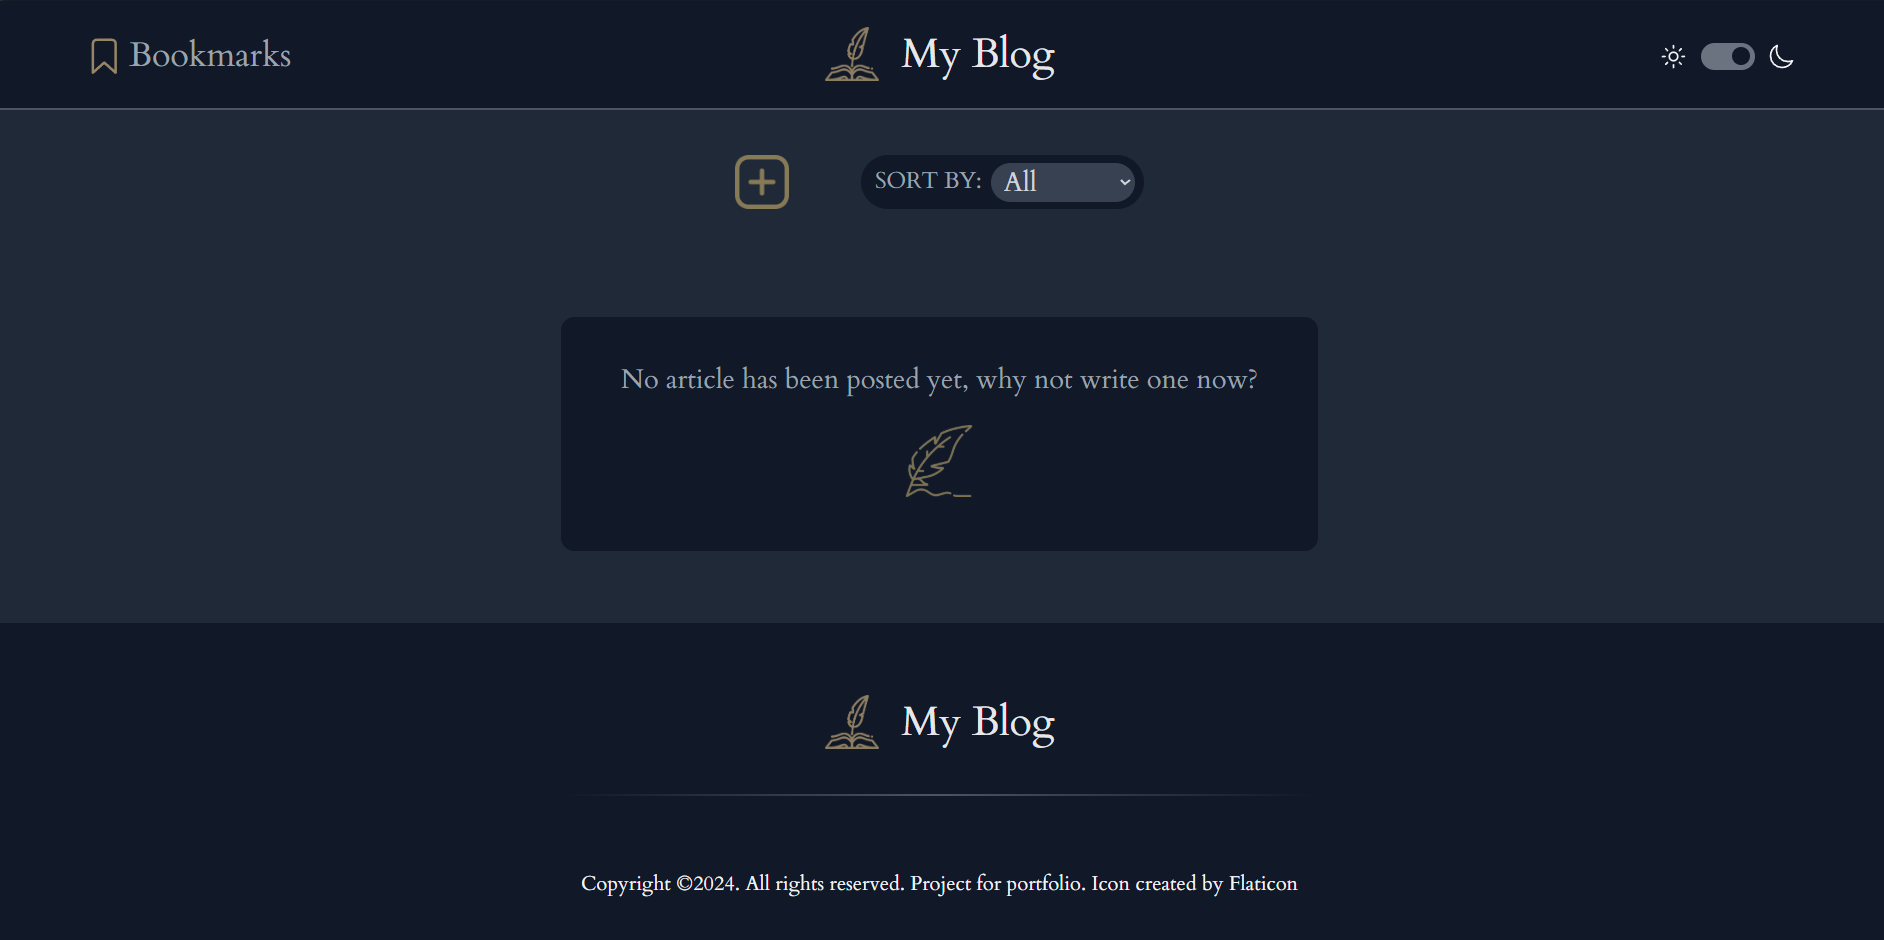 Bookmarks
My Blog
SORT BY: All
No article has been posted yet, why not write one now?
My Blog
Copyright ©2024. All rights reserved. Project for portfolio. Icon created by Flaticon